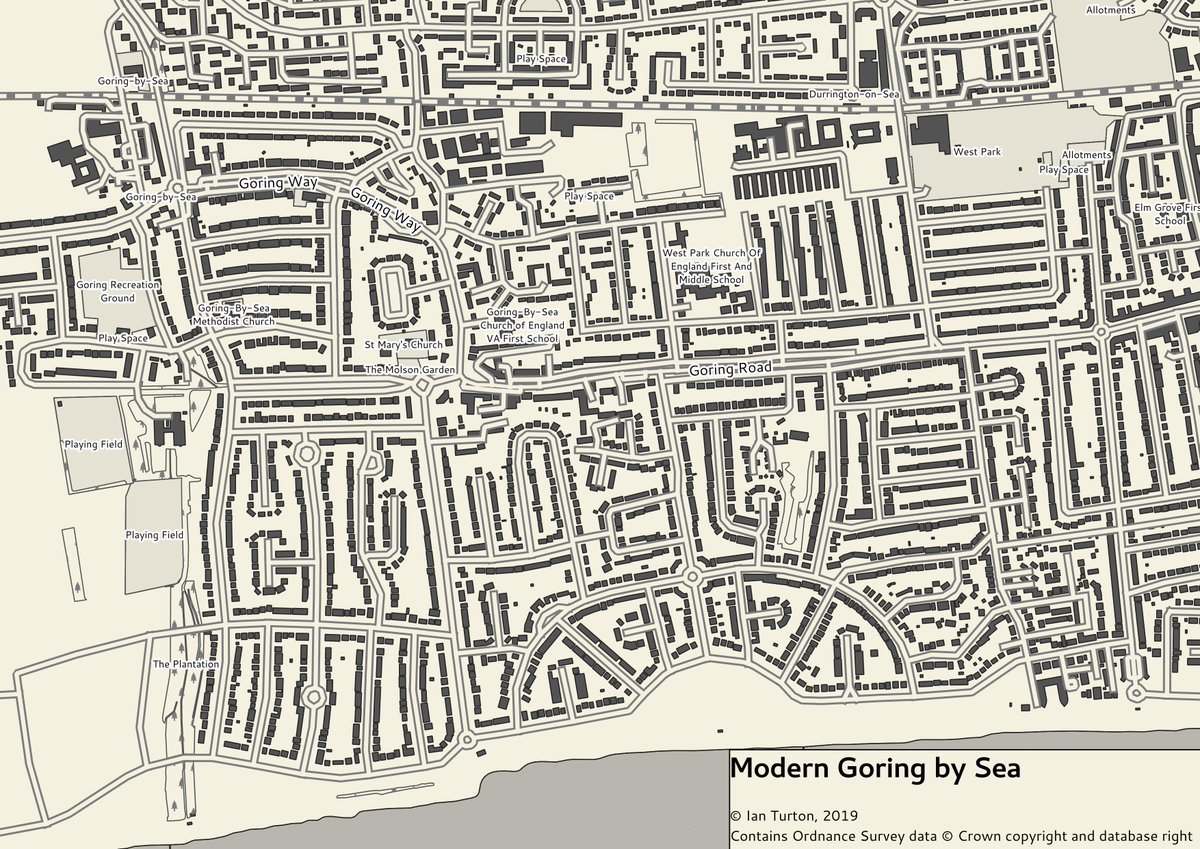 Allotments
Play Space
Goring-by-Sea
Durrington-on-Sea
West Park
Allotments
Play Space
Goring Way
Goring-by-Sea
Goring Way
Play Space
Elm Grove Firs
School
West Park Church Of
England First And
Middle School
Goring Recreation
Ground
Goring-By-Sea
Methodist Church
Goring-By-Sea
Church of England
VA First School
Play Space
St Mary's Church
The Molson Garden
Goring Road
Playing Field
Playing Field
The Plantation
Modern Goring by Sea
© Ian Turton, 2019
Contains Ordnance Survey data © Crown copyright and database right